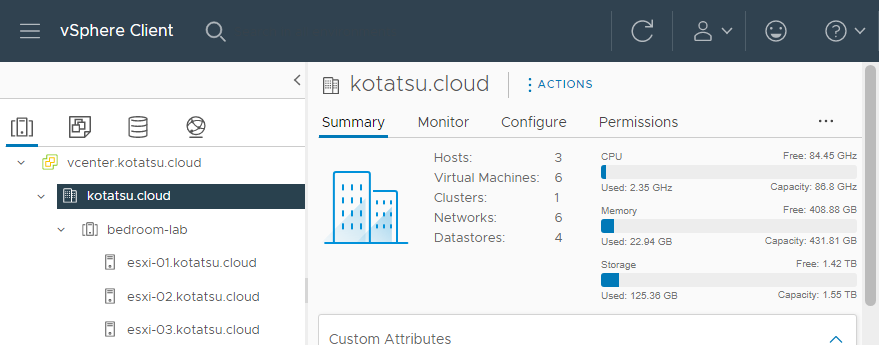 vSphere Client
kotatsu.cloud
ACTIONS
Summary Monitor Configure Permissions ...
vcenter.kotatsu.cloud
kotatsu.cloud
bedroom-lab
esxi-01.kotatsu.cloud
esxi-02.kotatsu.cloud
esxi-03.kotatsu.cloud
Hosts: 3
Virtual Machines: 6
Clusters: 1
Networks: 6
Datastores: 4
CPU Free: 84.45 GHz
Used: 2.35 GHz Capacity: 86.8 GHz
Memory Free: 408.88 GB
Used: 22.94 GB Capacity: 431.81 GB
Storage Free: 1.42 TB
Used: 125.36 GB Capacity: 1.55 TB
Custom Attributes